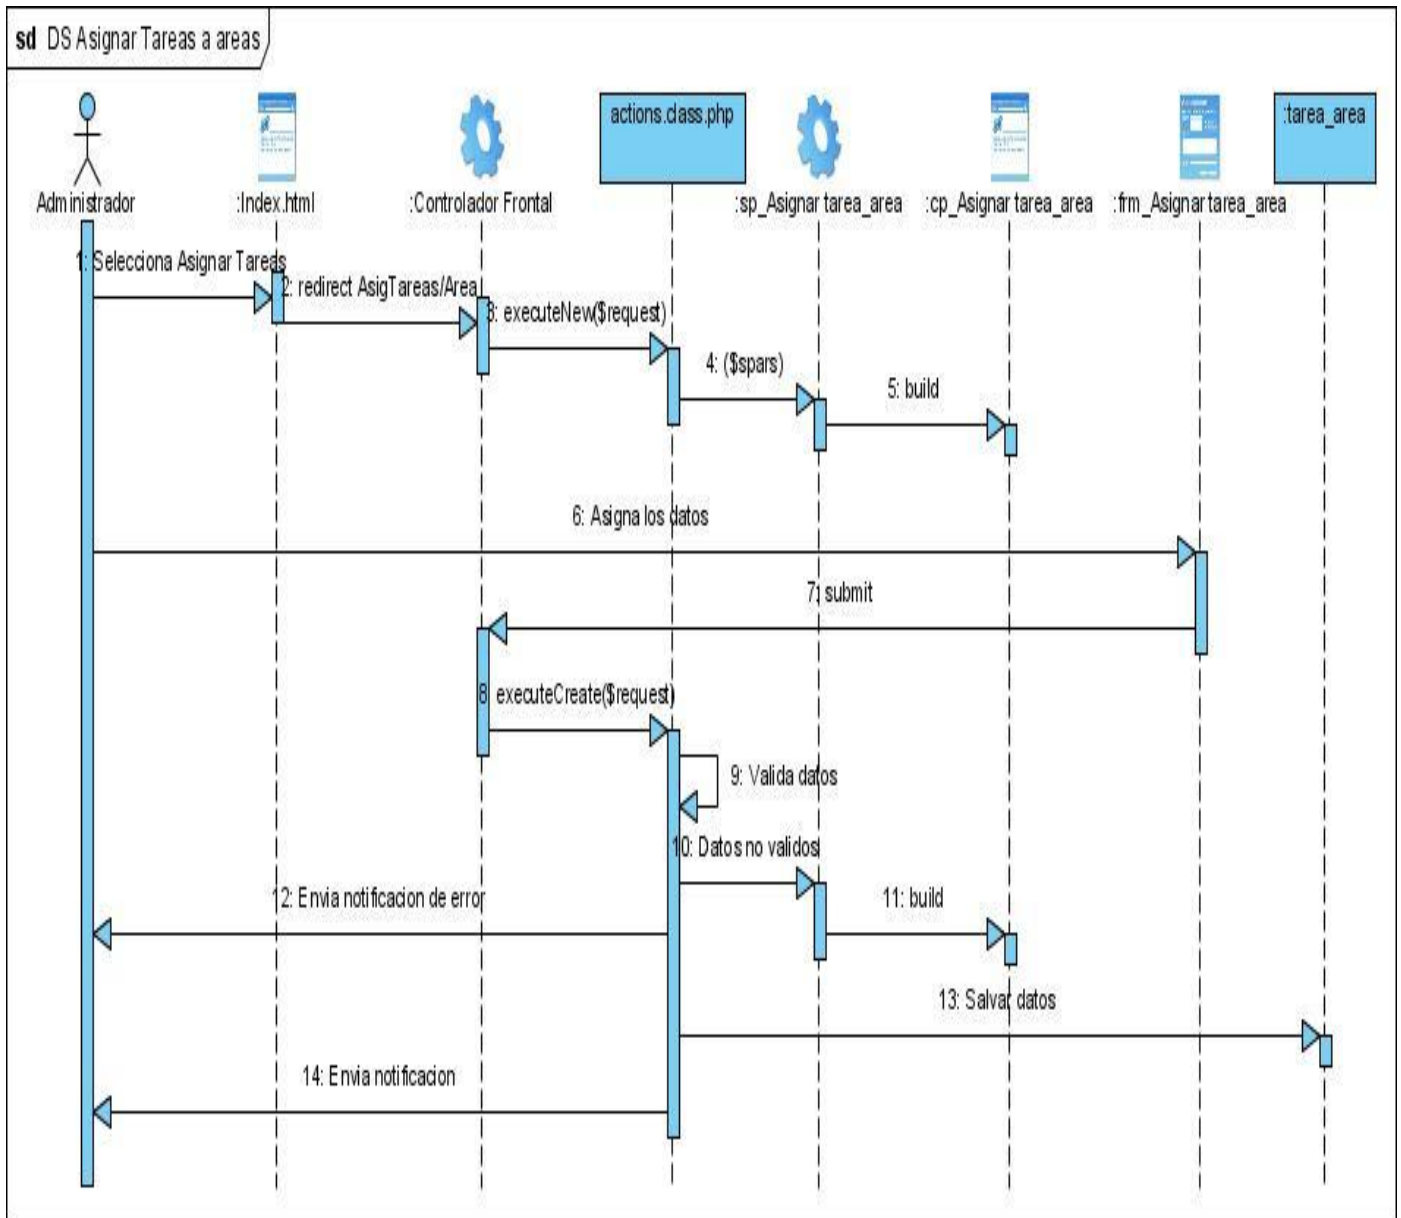 sd DS Asignar Tareas a areas
actions.class.php
:tarea_area
Administrador
:Index.html
:Controlador Frontal
:sp_Asignar tarea_area
:cp_Asignar tarea_area
:frm_Asignar tarea_area
1: Selecciona Asignar Tareas
2: redirect AsigTareas/Area
3: executeNew($request)
4: ($spars)
5: build
6: Asigna los datos
7: submit
8 executeCreate($request)
9: Valida datos
10: Datos no validos
12: Envia notificacion de error
11: build
13: Salvar datos
14: Envia notificacion